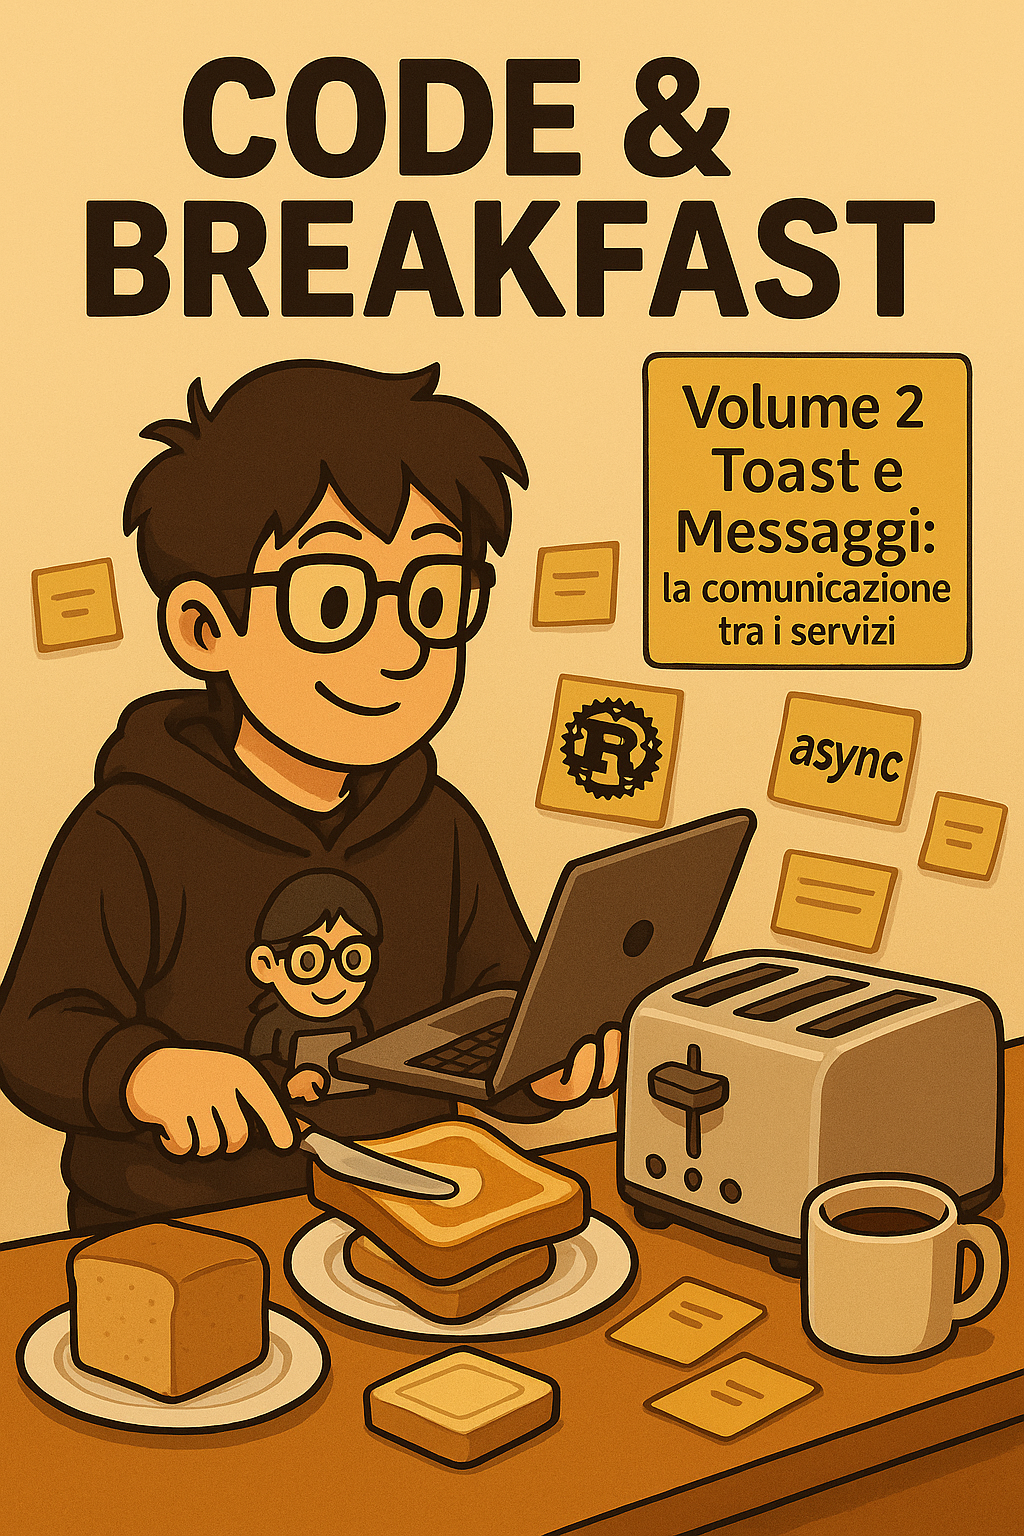 CODE &
BREAKFAST
Volume 2
Toast e
Messaggi:
la comunicazione
tra i servizi
R
async